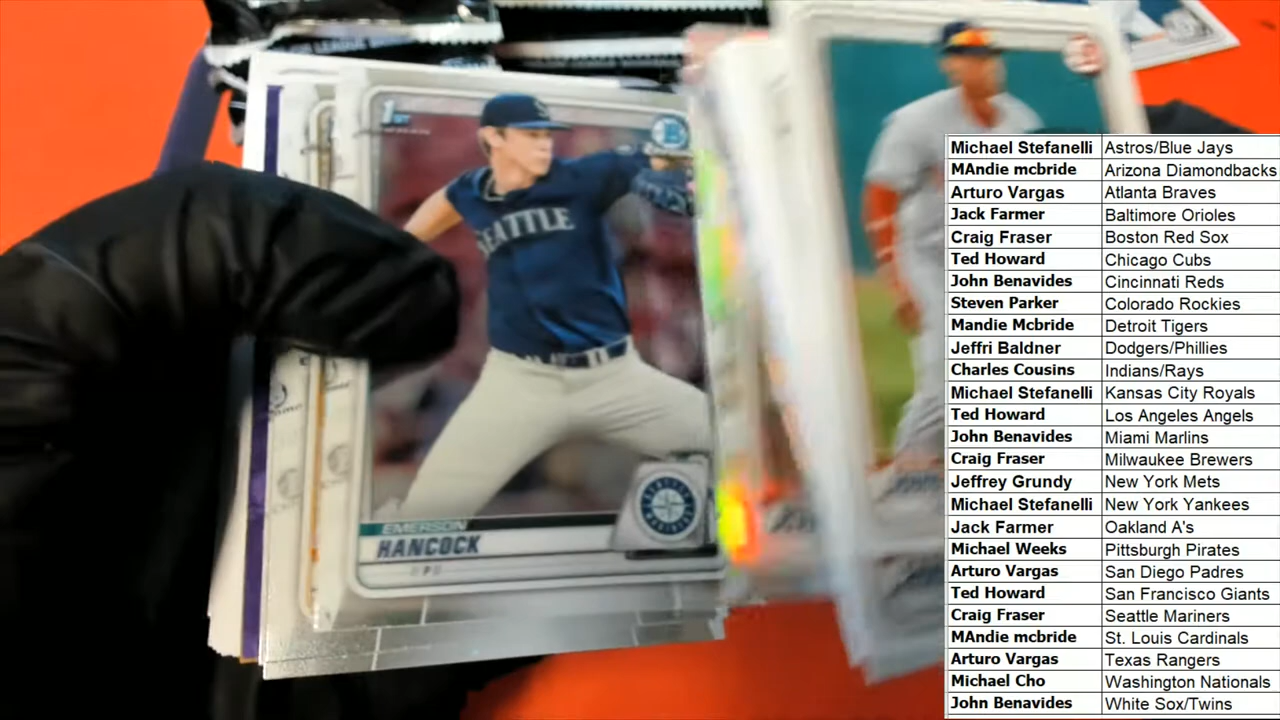 1ST
B
SEATTLE
EMERSON
HANCOCK
P
Michael Stefanelli Astros/Blue Jays
MAndie mcbride Arizona Diamondbacks
Arturo Vargas Atlanta Braves
Jack Farmer Baltimore Orioles
Craig Fraser Boston Red Sox
Ted Howard Chicago Cubs
John Benavides Cincinnati Reds
Steven Parker Colorado Rockies
Mandie Mcbride Detroit Tigers
Jeffri Baldner Dodgers/Phillies
Charles Cousins Indians/Rays
Michael Stefanelli Kansas City Royals
Ted Howard Los Angeles Angels
John Benavides Miami Marlins
Craig Fraser Milwaukee Brewers
Jeffrey Grundy New York Mets
Michael Stefanelli New York Yankees
Jack Farmer Oakland A's
Michael Weeks Pittsburgh Pirates
Arturo Vargas San Diego Padres
Ted Howard San Francisco Giants
Craig Fraser Seattle Mariners
MAndie mcbride St. Louis Cardinals
Arturo Vargas Texas Rangers
Michael Cho Washington Nationals
John Benavides White Sox/Twins